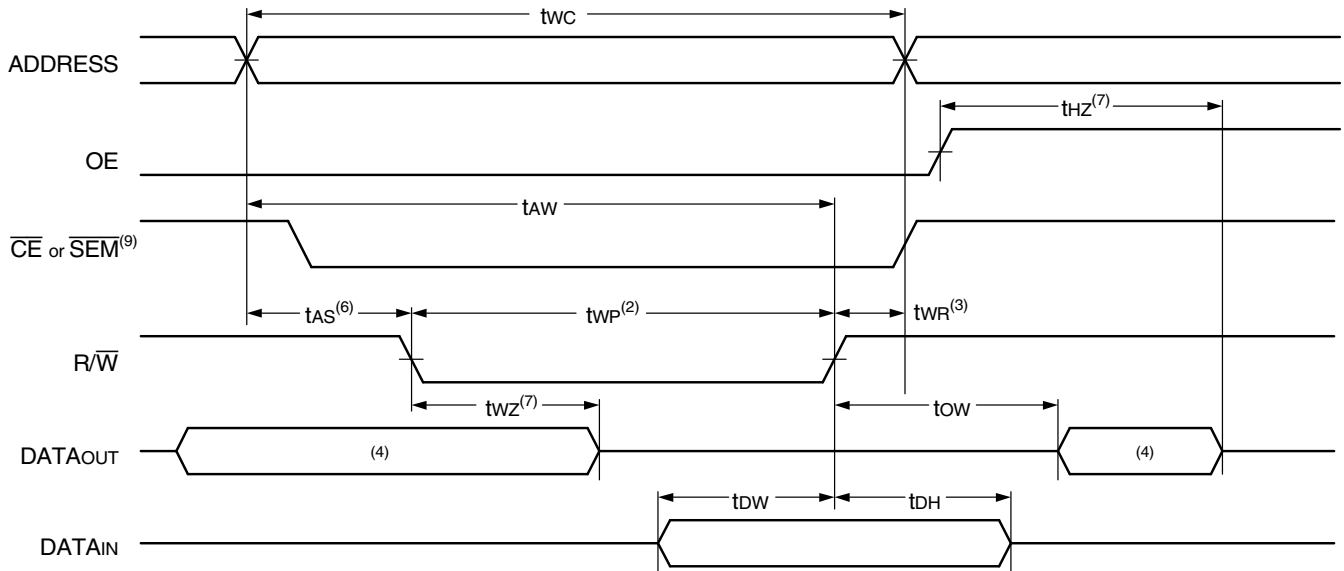 tWC
ADDRESS
tHZ(7)
OE
tAW
CE or SEM(9)
tAS(6) tWP(2) tWR(3)
R/W
tWZ(7) tOW
DATAOUT (4) (4)
tDW tDH
DATAIN